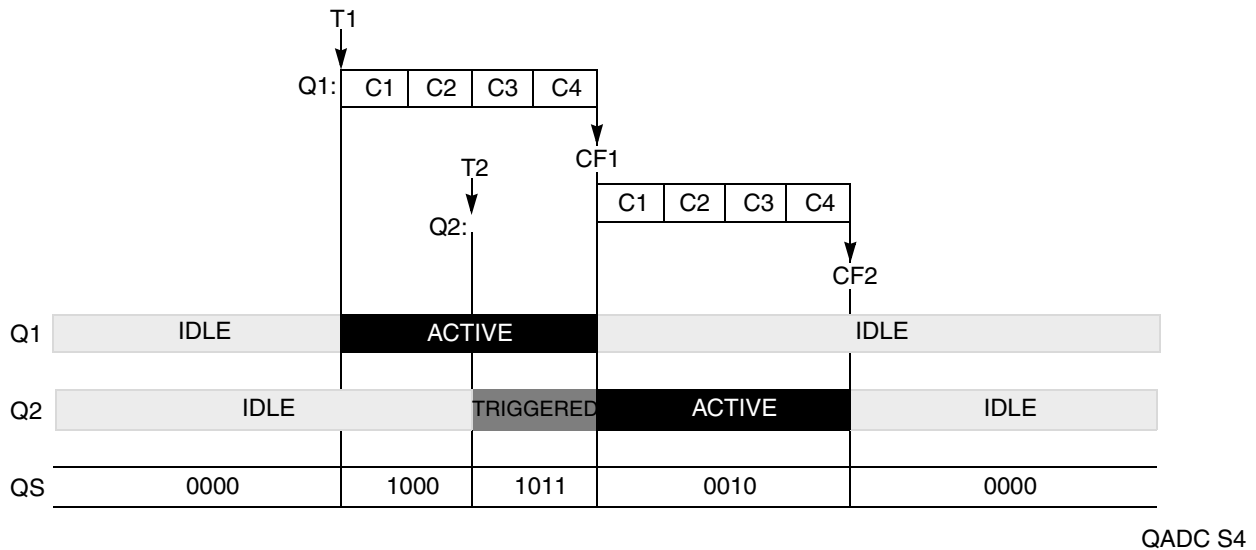 T1
Q1: C1 C2 C3 C4
CF1
T2
Q2:
C1 C2 C3 C4
CF2
Q1 IDLE ACTIVE IDLE
Q2 IDLE TRIGGERED ACTIVE IDLE
QS 0000 1000 1011 0010 0000
QADC S4